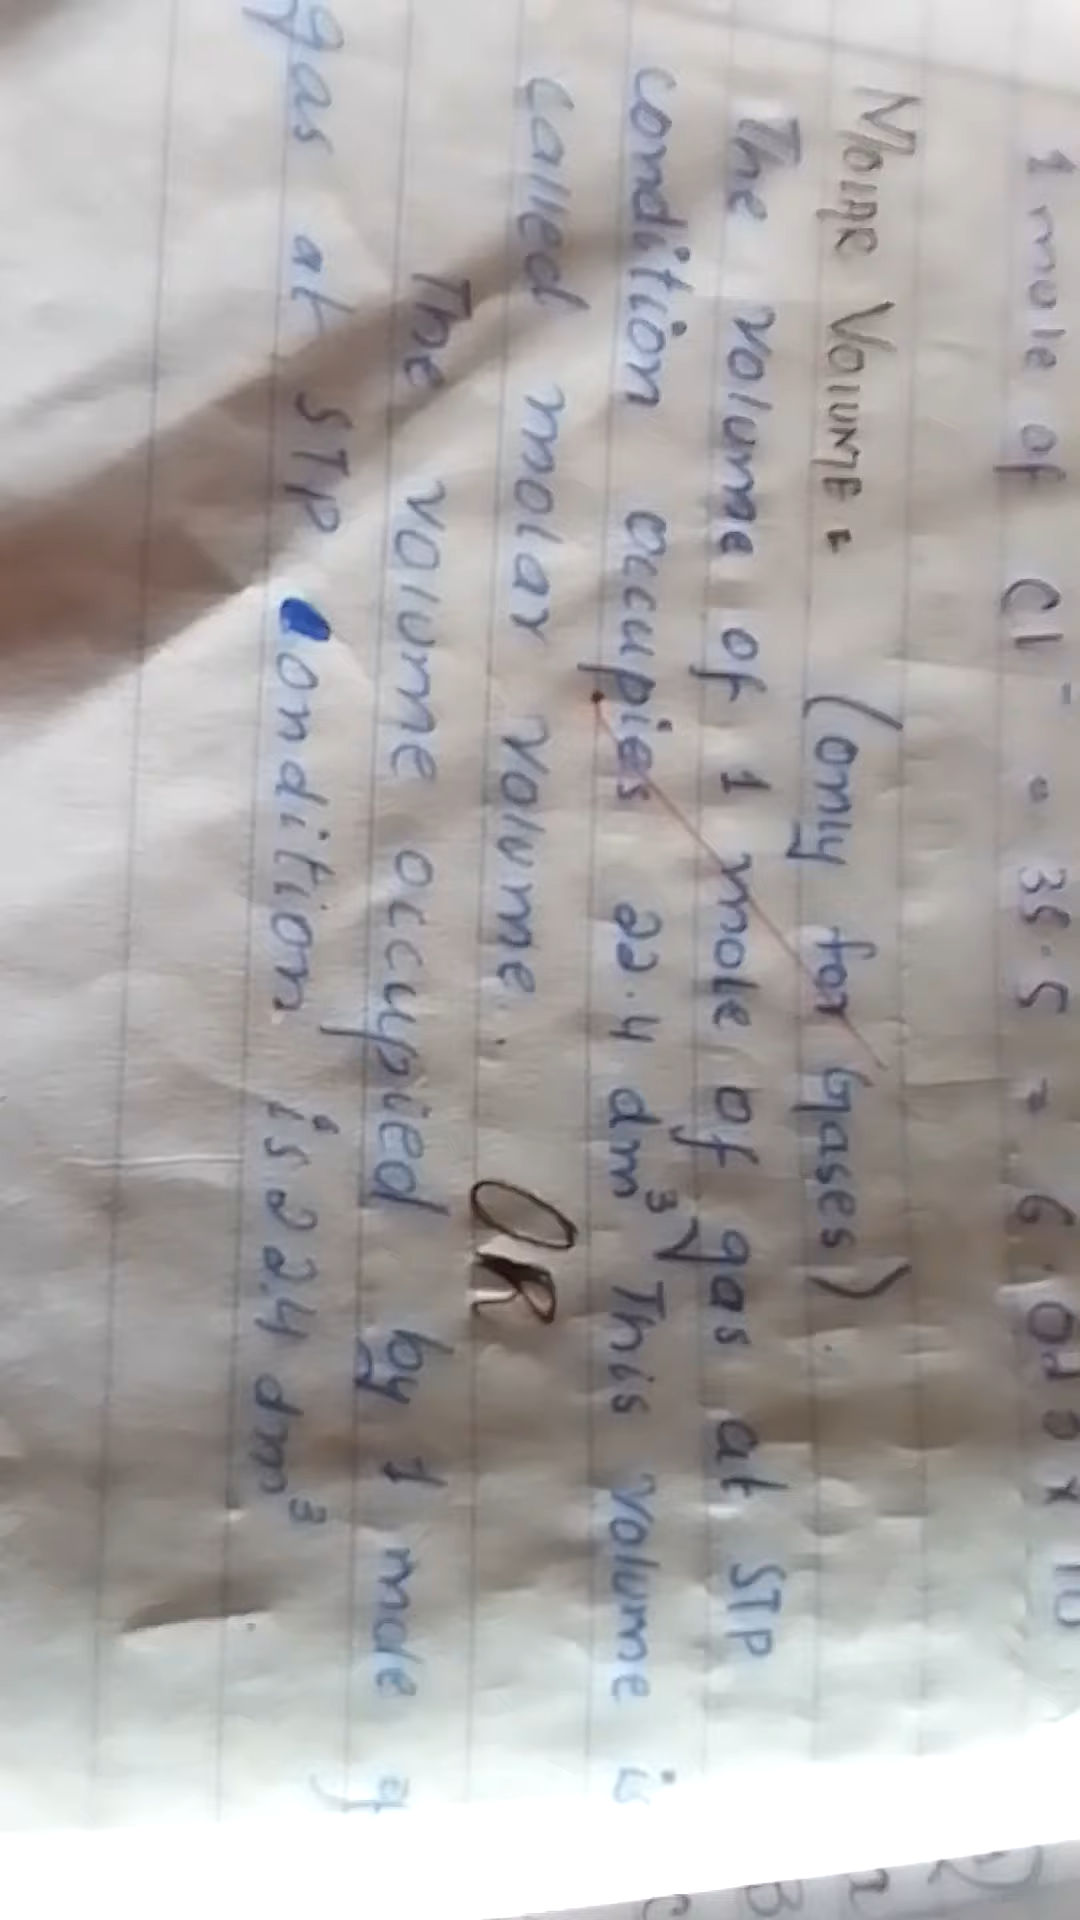 1 mole of Cl⁻ = 35.5 = 6.02 x 10
MOLAR VOLUME = (only for Gases)
The volume of 1 mole of gas at STP
condition occupies 22.4 dm³, This volume is
called molar volume.
OR
The volume occupied by 1 mole of
gas at STP condition is 22.4 dm³